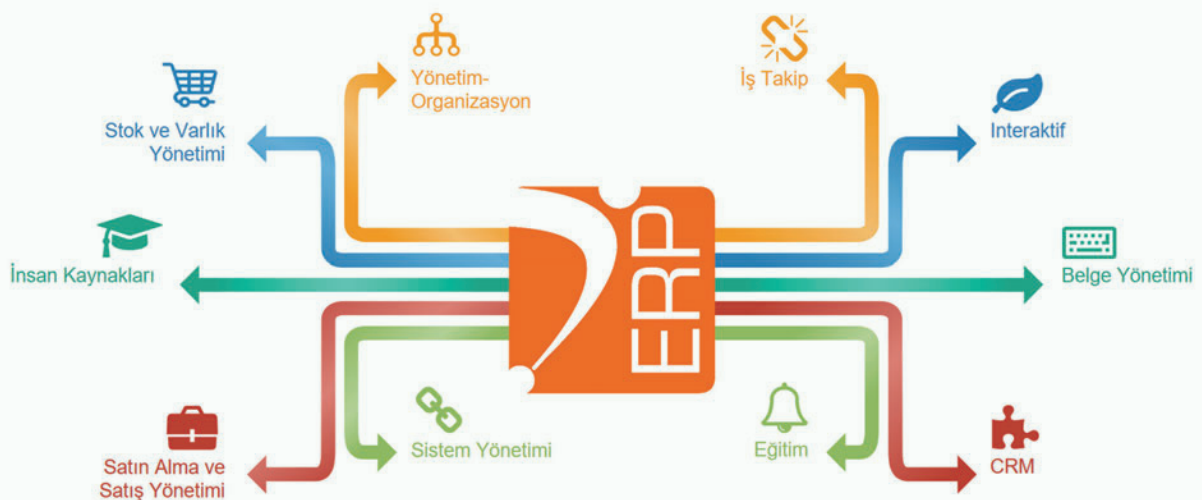 Yönetim-
Organizasyon
İş Takip
Stok ve Varlık
Yönetimi
Interaktif
İnsan Kaynakları
ERP
Belge Yönetimi
Satın Alma ve
Satış Yönetimi
Sistem Yönetimi
Eğitim
CRM